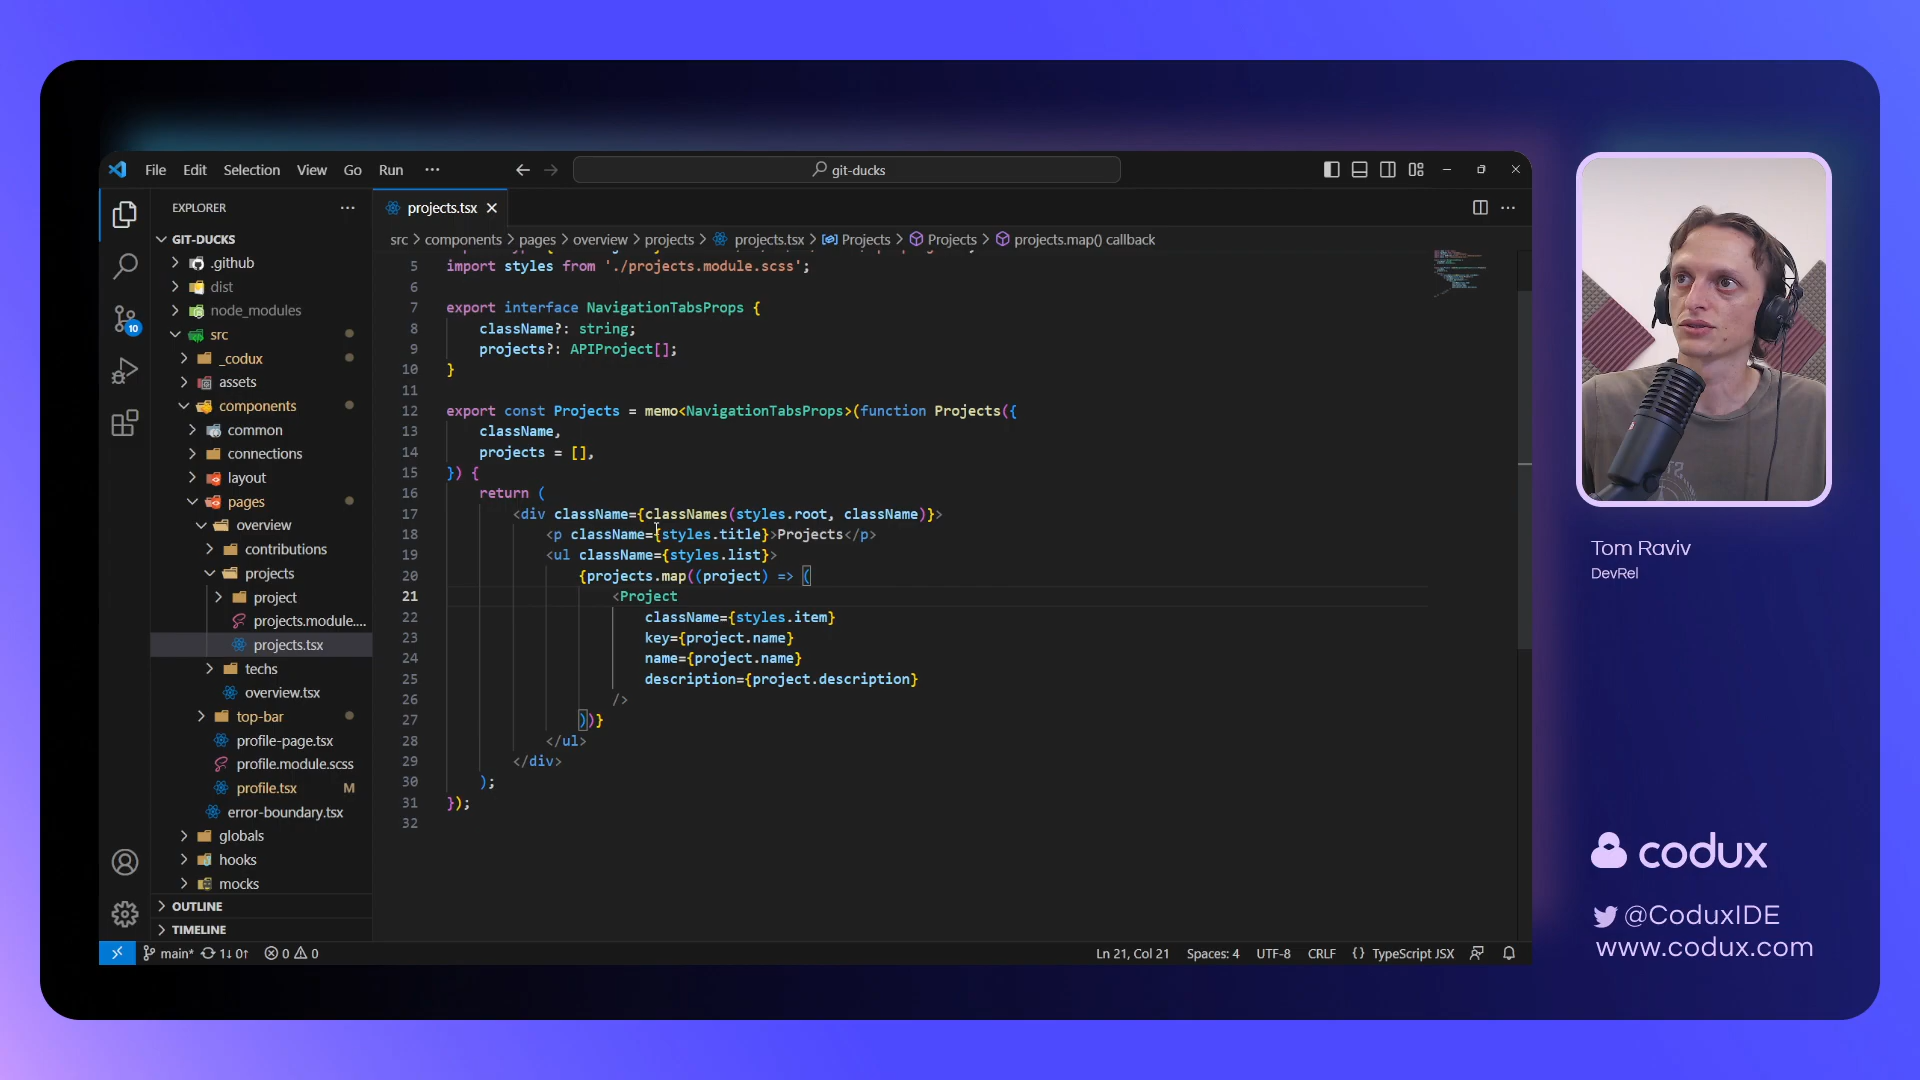 File Edit Selection View Go Run ···
git-ducks
EXPLORER
GIT-DUCKS
.github
dist
node_modules
src
_codux
assets
components
common
connections
layout
pages
overview
contributions
projects
project
projects.module....
projects.tsx
techs
overview.tsx
top-bar
profile-page.tsx
profile.module.scss
profile.tsx M
error-boundary.tsx
globals
hooks
mocks
OUTLINE
TIMELINE
10
projects.tsx
src > components > pages > overview > projects > projects.tsx > Projects > Projects > projects.map() callback
5 import styles from './projects.module.scss';
6
7 export interface NavigationTabsProps {
8 className?: string;
9 projects?: APIProject[];
10 }
11
12 export const Projects = memo<NavigationTabsProps>(function Projects({
13 className,
14 projects = [],
15 }) {
16 return (
17 <div className={classNames(styles.root, className)}>
18 <p className={styles.title}>Projects</p>
19 <ul className={styles.list}>
20 {projects.map((project) => (
21 <Project
22 className={styles.item}
23 key={project.name}
24 name={project.name}
25 description={project.description}
26 />
27 ))}
28 </ul>
29 </div>
30 );
31 });
32
main* 1↓ 0↑ 0 0
Ln 21, Col 21 Spaces: 4 UTF-8 CRLF {} TypeScript JSX
Tom Raviv
DevRel
codux
@CoduxIDE
www.codux.com